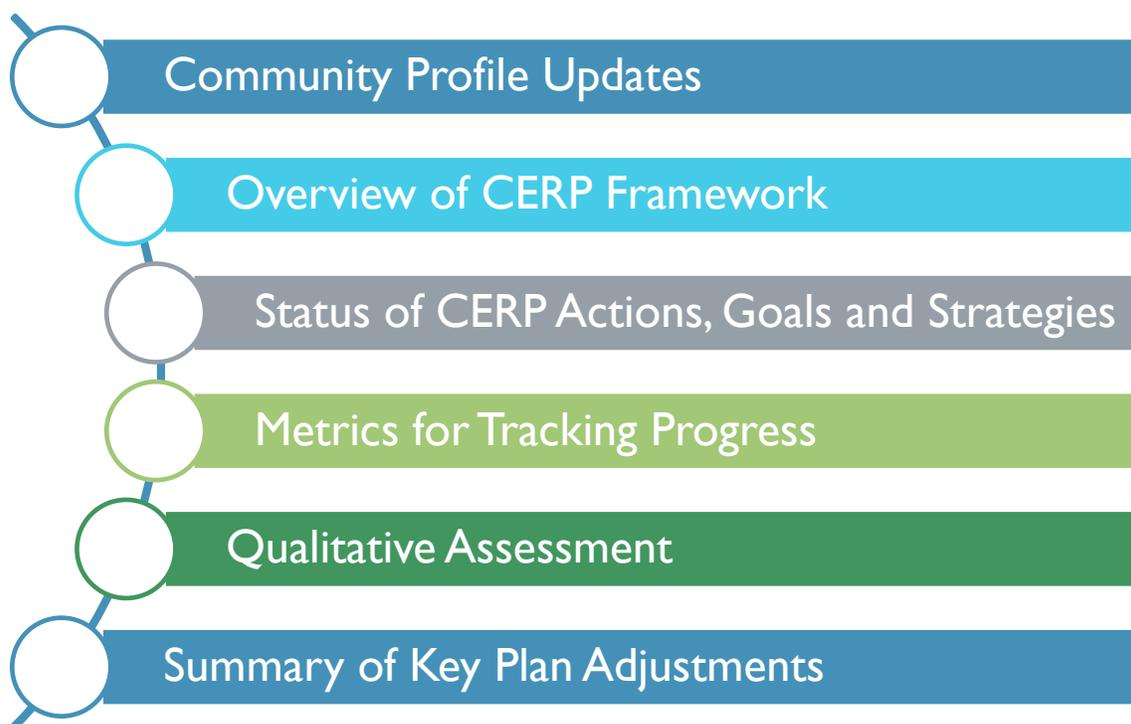 Community Profile Updates
Overview of CERP Framework
Status of CERP Actions, Goals and Strategies
Metrics for Tracking Progress
Qualitative Assessment
Summary of Key Plan Adjustments